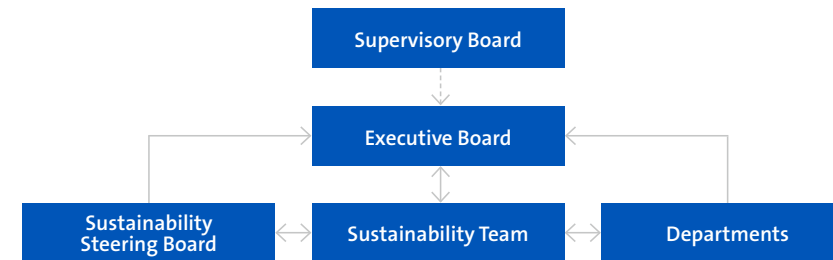 Supervisory Board
Executive Board
Sustainability
Steering Board
Sustainability Team
Departments